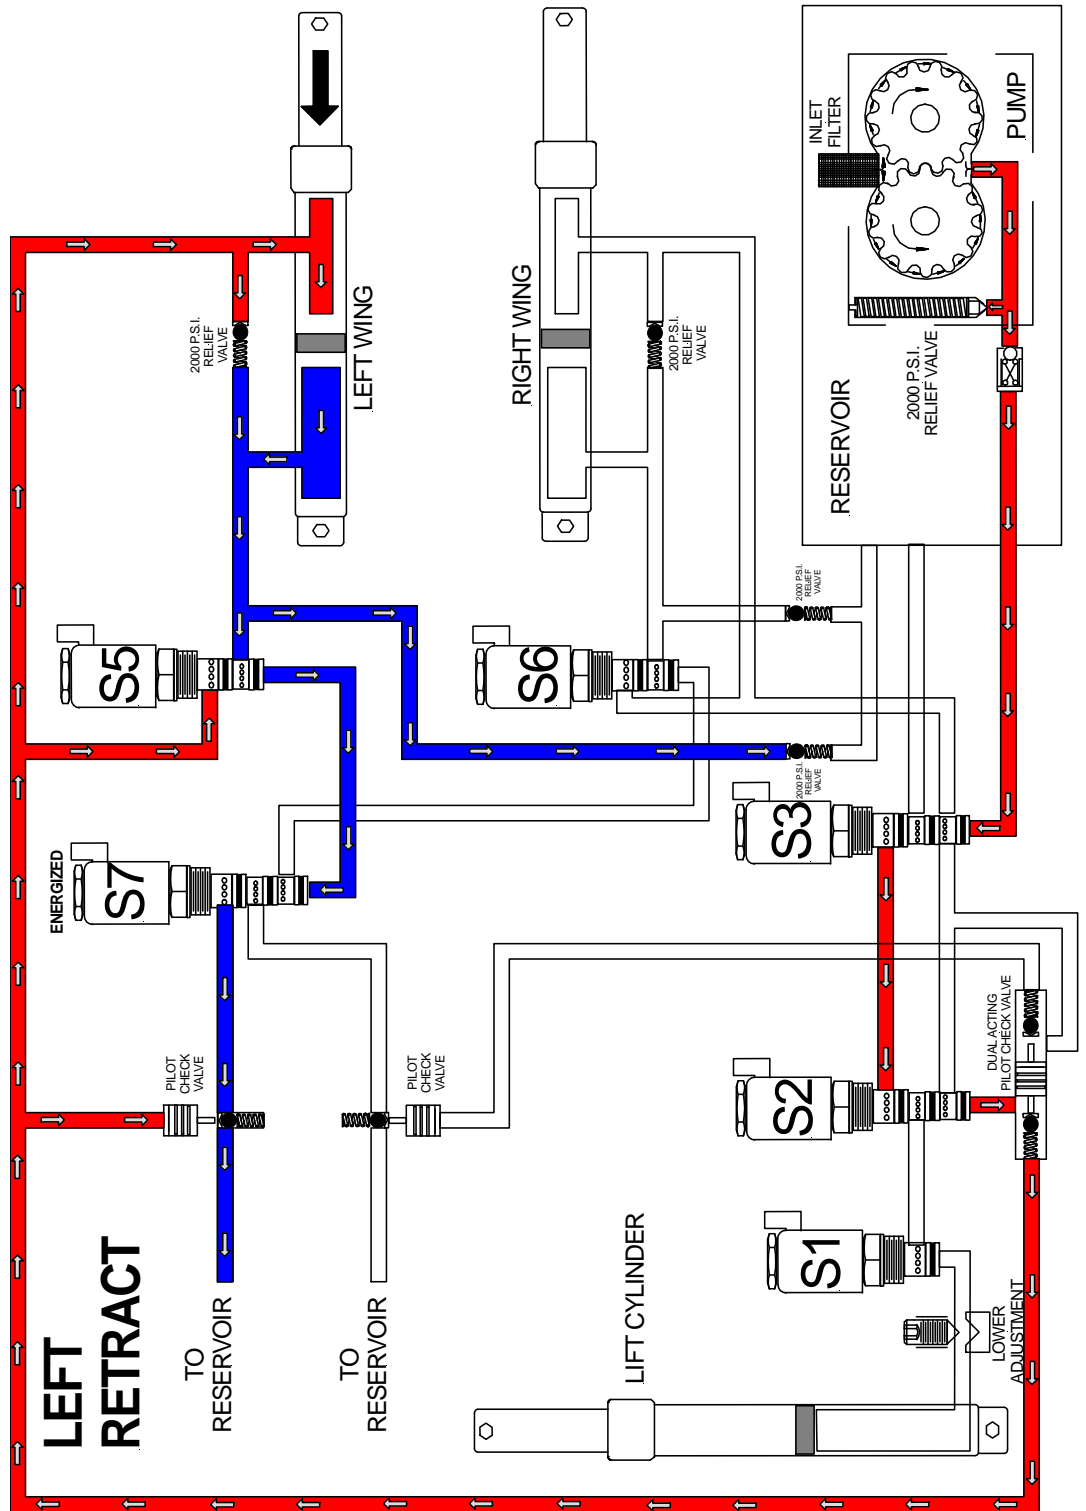 INLET
FILTER
PUMP
2000 P.S.I.
RELIEF
VALVE
LEFT WING
RIGHT WING
2000 P.S.I.
RELIEF
VALVE
2000 P.S.I.
RELIEF VALVE
RESERVOIR
2000 P.S.I.
RELIEF
VALVE
S5
S6
2000 P.S.I.
RELIEF
VALVE
S3
ENERGIZED
S7
PILOT
CHECK
VALVE
PILOT
CHECK
VALVE
DUAL ACTING
PILOT CHECK VALVE
S2
S1
LEFT
RETRACT
TO
RESERVOIR
TO
RESERVOIR
LIFT CYLINDER
LOWER
ADJUSTMENT